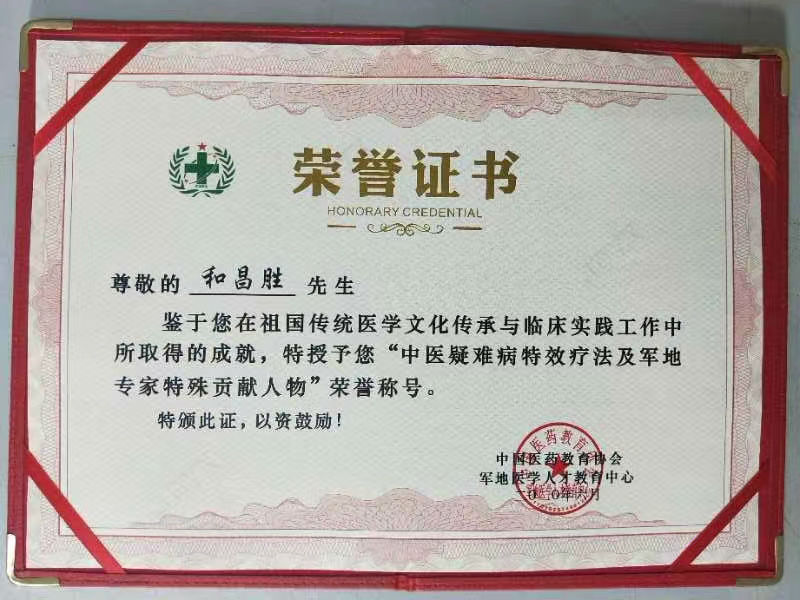 荣誉证书
HONORARY CREDENTIAL
尊敬的 和昌胜 先生
鉴于您在祖国传统医学文化传承与临床实践工作中
所取得的成就，特授予您“中医疑难病特效疗法及军地
专家特殊贡献人物”荣誉称号。
特颁此证，以资鼓励！
中国医药教育协会
军地医学人才教育中心